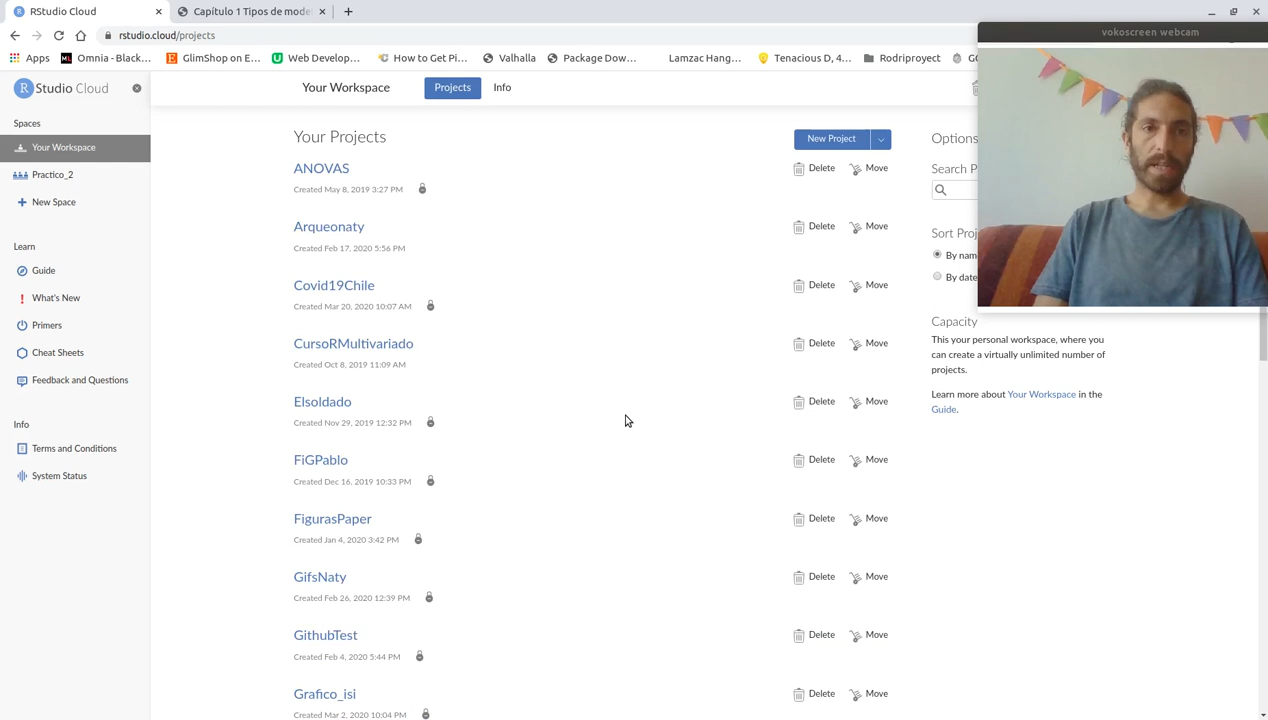 RStudio Cloud
Capítulo 1 Tipos de mode
rstudio.cloud/projects
vokoscreen webcam
Apps
Omnia - Black...
GlimShop on E...
Web Develop...
How to Get Pi...
Valhalla
Package Dow...
Lamzac Hang...
Tenacious D, 4...
Rodriproyect
R Studio Cloud
Your Workspace
Projects
Info
Spaces
Your Workspace
Practico_2
New Space
Learn
Guide
What's New
Primers
Cheat Sheets
Feedback and Questions
Info
Terms and Conditions
System Status
Your Projects
New Project
ANOVAS
Delete Move
Created May 8, 2019 3:27 PM
Arqueonaty
Delete Move
Created Feb 17, 2020 5:56 PM
Covid19Chile
Delete Move
Created Mar 20, 2020 10:07 AM
CursoRMultivariado
Delete Move
Created Oct 8, 2019 11:09 AM
Elsoldado
Delete Move
Created Nov 29, 2019 12:32 PM
FiGPablo
Delete Move
Created Dec 16, 2019 10:33 PM
FigurasPaper
Delete Move
Created Jan 4, 2020 3:42 PM
GifsNaty
Delete Move
Created Feb 26, 2020 12:39 PM
GithubTest
Delete Move
Created Feb 4, 2020 5:44 PM
Grafico_isi
Delete Move
Created Mar 2, 2020 10:04 PM
Options
Search P
Sort Proj
By nam
By date
Capacity
This your personal workspace, where you
can create a virtually unlimited number of
projects.
Learn more about Your Workspace in the
Guide.